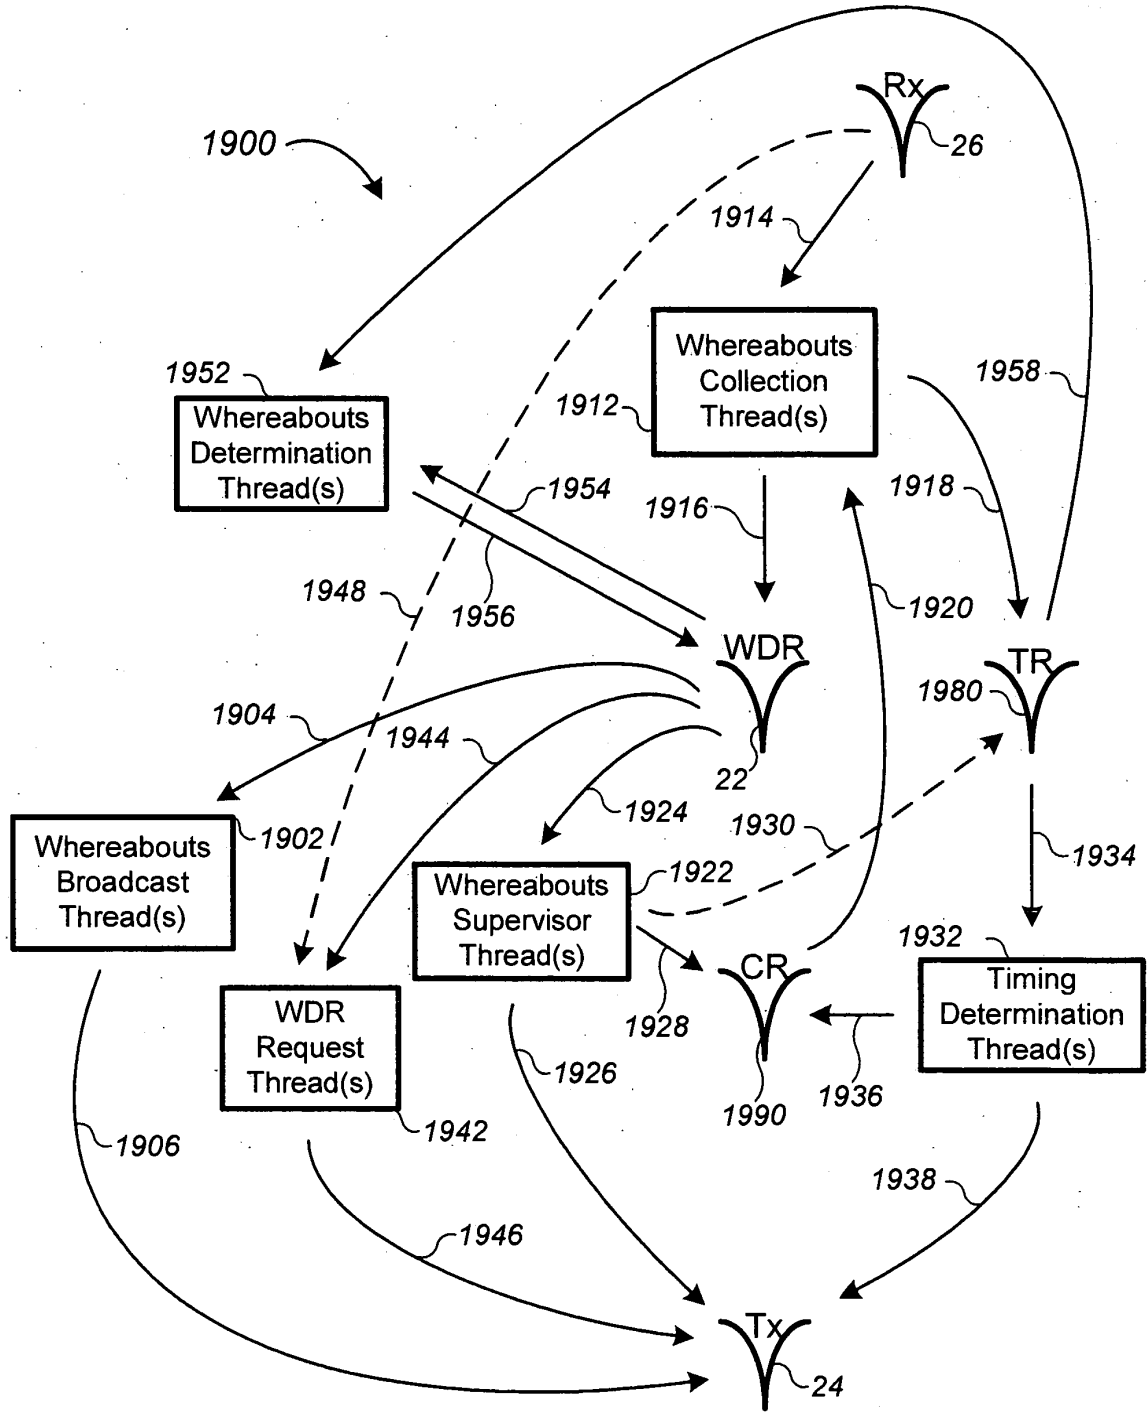 Rx
1900
26
1914
1952
Whereabouts
Determination
Thread(s)
Whereabouts
Collection
Thread(s)
1912
1958
1954
1916
1918
1948
1956
1920
WDR
TR
1980
1904
1944
22
1924
1930
1902
Whereabouts
Broadcast
Thread(s)
1934
1922
Whereabouts
Supervisor
Thread(s)
1932
CR
Timing
Determination
Thread(s)
WDR
Request
Thread(s)
1928
1926
1990
1936
1942
1906
1938
1946
Tx
24